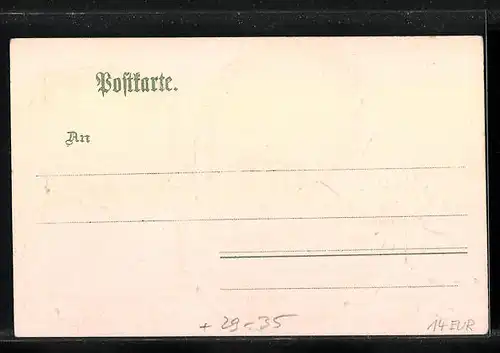 Postkarte.
An
+ 29-35
14 EUR